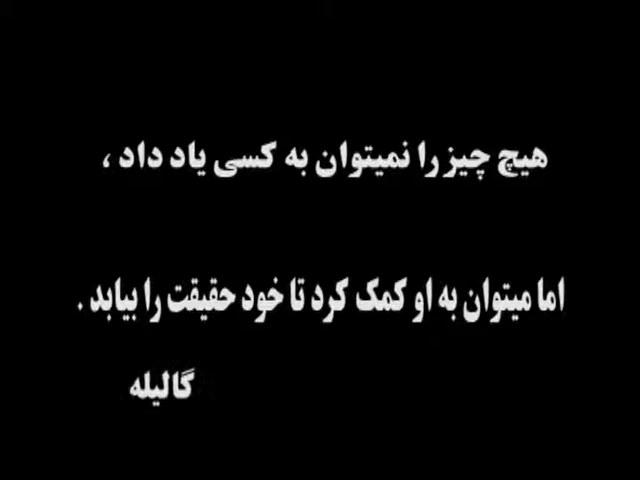 هیچ چیز را نمیتوان به کسی یاد داد ،
اما میتوان به او کمک کرد تا خود حقیقت را بیابد .
گالیله